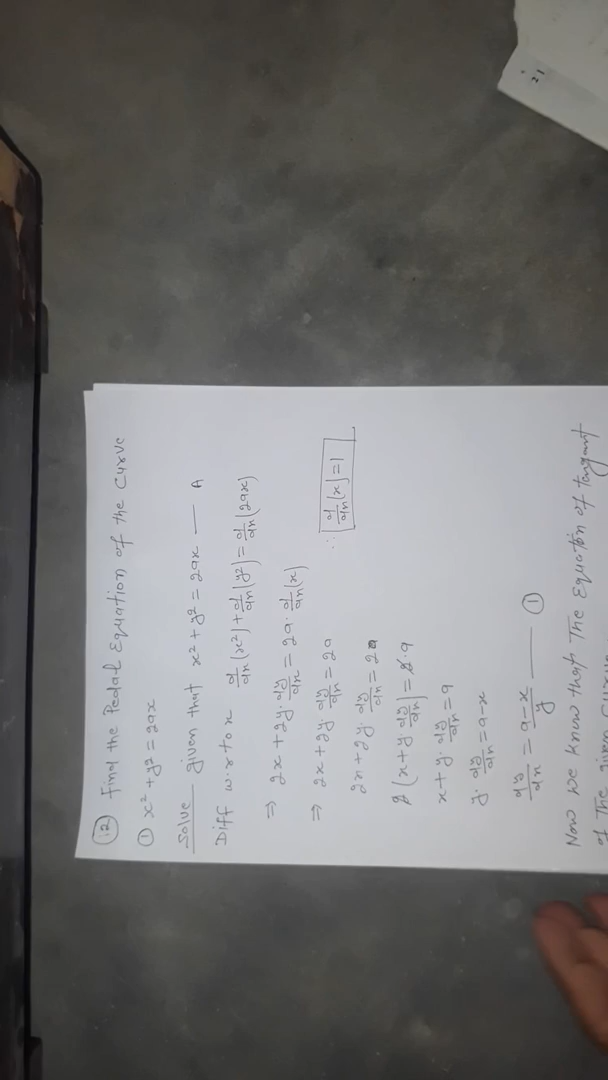 (12) Find the Pedal Equation of the Curve
① x² + y² = 2ax
Solve given that x² + y² = 2ax — A
Diff w.r to x d/dx (x²) + d/dx (y²) = d/dx (2ax)
⇒ 2x + 2y · dy/dx = 2a · d/dx (x)
⇒ 2x + 2y · dy/dx = 2a ∵ d/dx (x) = 1
2x + 2y · dy/dx = 2a
2 (x + y · dy/dx) = 2 · a
x + y · dy/dx = a
y · dy/dx = a - x
dy/dx = a - x / y — ①
Now we know that The Equation of tangent
of The given curve
21